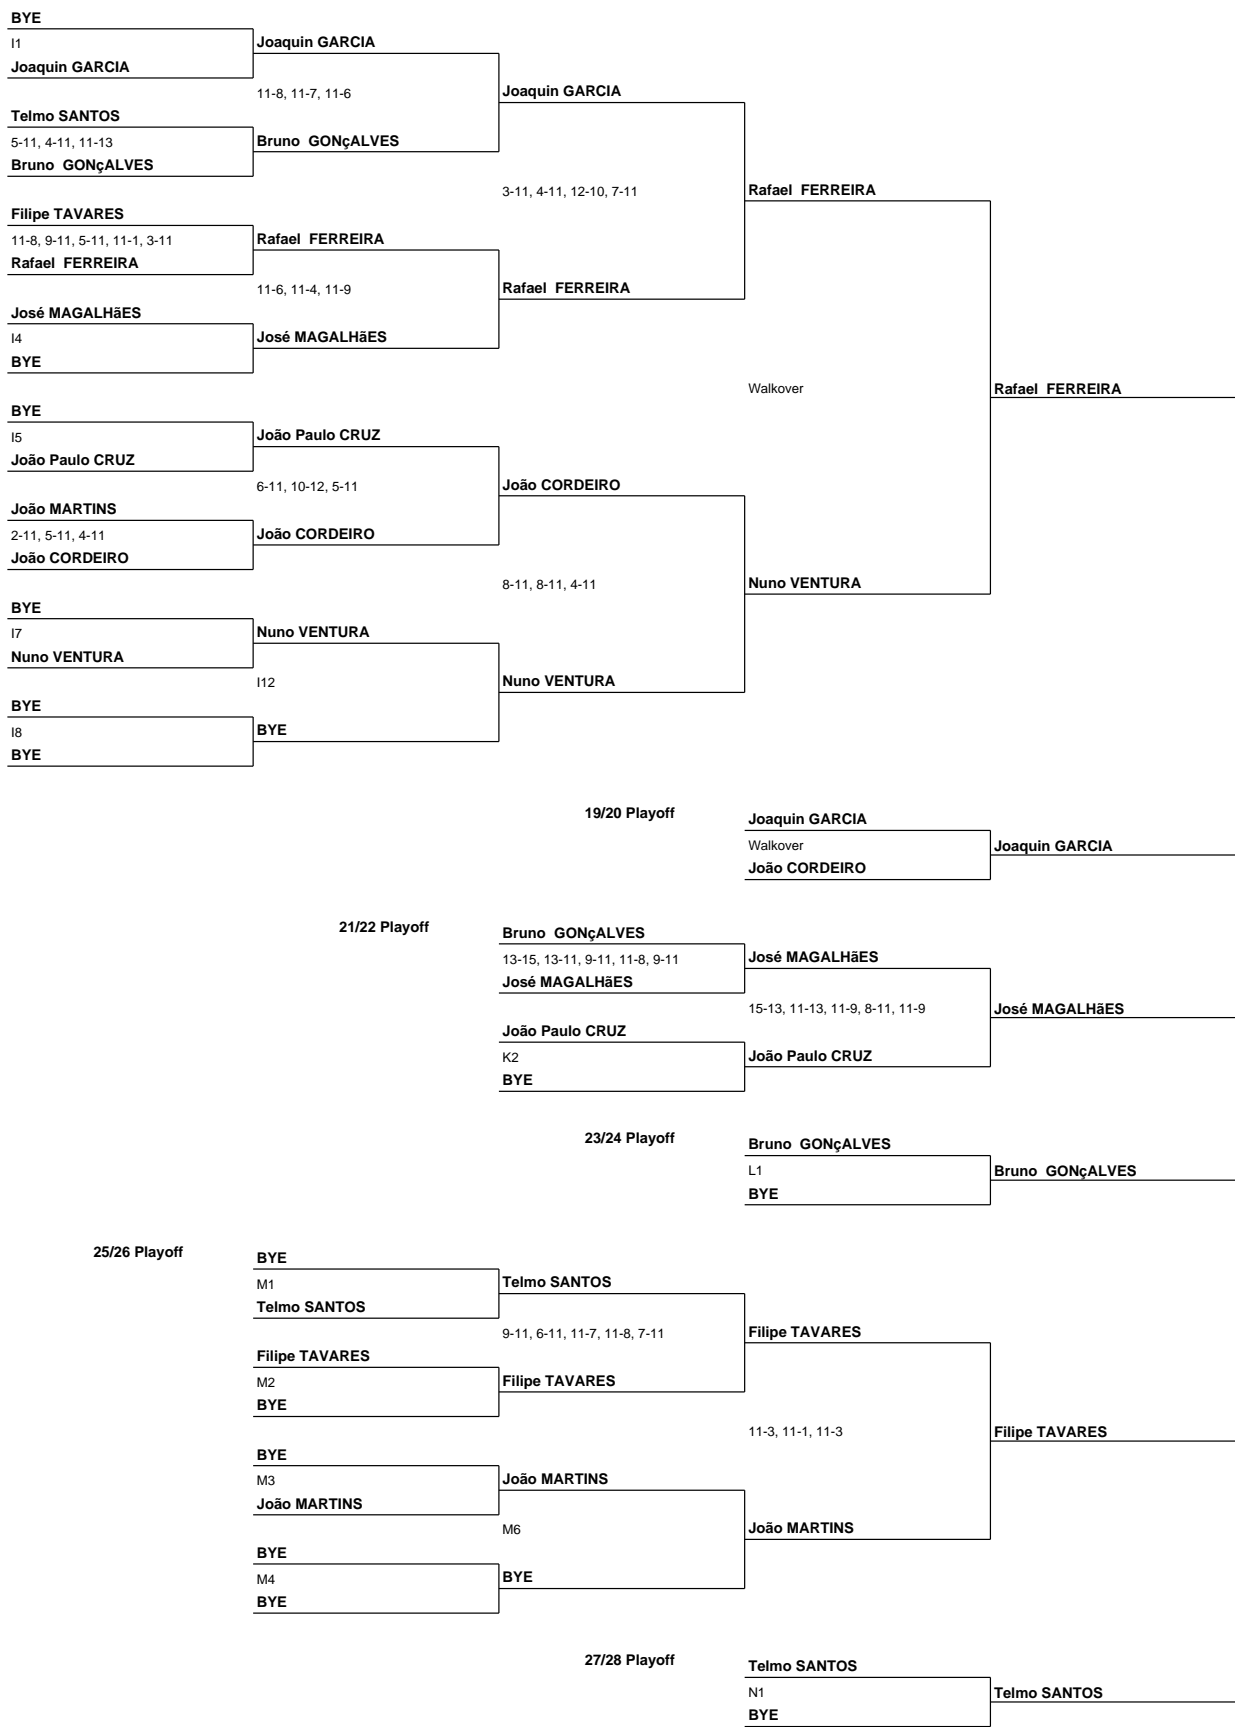 BYE
I1
Joaquin GARCIA
Joaquin GARCIA
11-8, 11-7, 11-6
Joaquin GARCIA
Telmo SANTOS
5-11, 4-11, 11-13
Bruno  GONçALVES
Bruno  GONçALVES
3-11, 4-11, 12-10, 7-11
Rafael  FERREIRA
Filipe TAVARES
11-8, 9-11, 5-11, 11-1, 3-11
Rafael  FERREIRA
Rafael  FERREIRA
11-6, 11-4, 11-9
Rafael  FERREIRA
José MAGALHãES
I4
BYE
José MAGALHãES
Walkover
Rafael  FERREIRA
BYE
I5
João Paulo CRUZ
João Paulo CRUZ
6-11, 10-12, 5-11
João CORDEIRO
João MARTINS
2-11, 5-11, 4-11
João CORDEIRO
João CORDEIRO
8-11, 8-11, 4-11
Nuno VENTURA
BYE
I7
Nuno VENTURA
Nuno VENTURA
I12
Nuno VENTURA
BYE
I8
BYE
BYE
19/20 Playoff
Joaquin GARCIA
Walkover
João CORDEIRO
Joaquin GARCIA
21/22 Playoff
Bruno  GONçALVES
13-15, 13-11, 9-11, 11-8, 9-11
José MAGALHãES
José MAGALHãES
15-13, 11-13, 11-9, 8-11, 11-9
José MAGALHãES
João Paulo CRUZ
K2
BYE
João Paulo CRUZ
23/24 Playoff
Bruno  GONçALVES
L1
BYE
Bruno  GONçALVES
25/26 Playoff
BYE
M1
Telmo SANTOS
Telmo SANTOS
9-11, 6-11, 11-7, 11-8, 7-11
Filipe TAVARES
Filipe TAVARES
M2
BYE
Filipe TAVARES
11-3, 11-1, 11-3
Filipe TAVARES
BYE
M3
João MARTINS
João MARTINS
M6
João MARTINS
BYE
M4
BYE
BYE
27/28 Playoff
Telmo SANTOS
N1
BYE
Telmo SANTOS